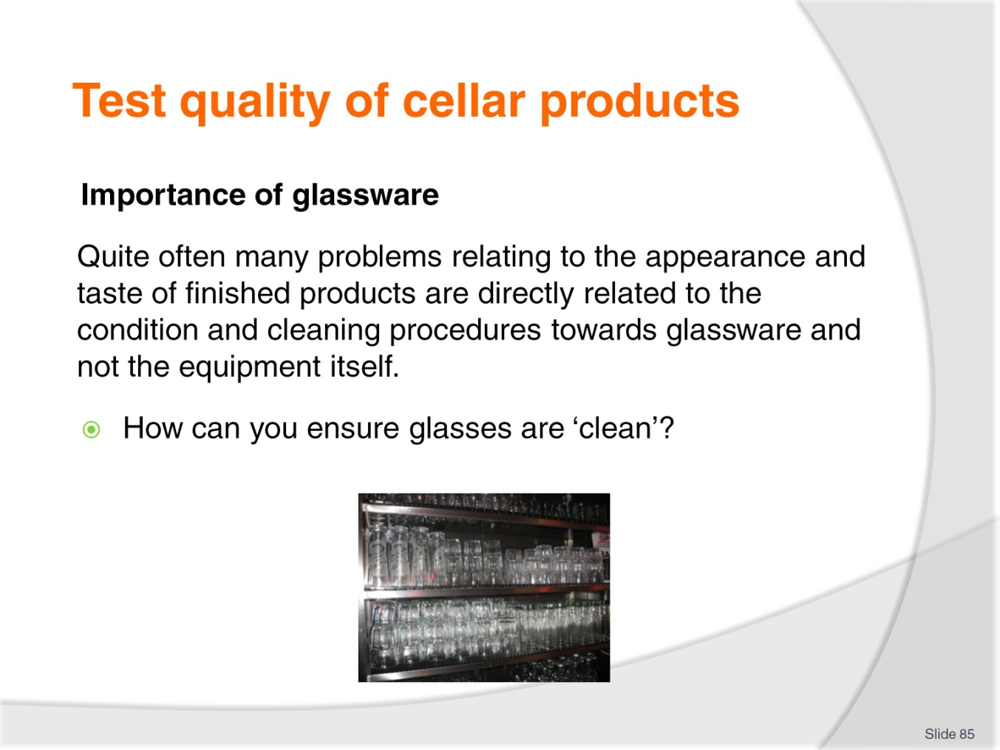 Test quality of cellar products
Importance of glassware
Quite often many problems relating to the appearance and
taste of finished products are directly related to the
condition and cleaning procedures towards glassware and
not the equipment itself.
How can you ensure glasses are ‘clean’?
Slide 85